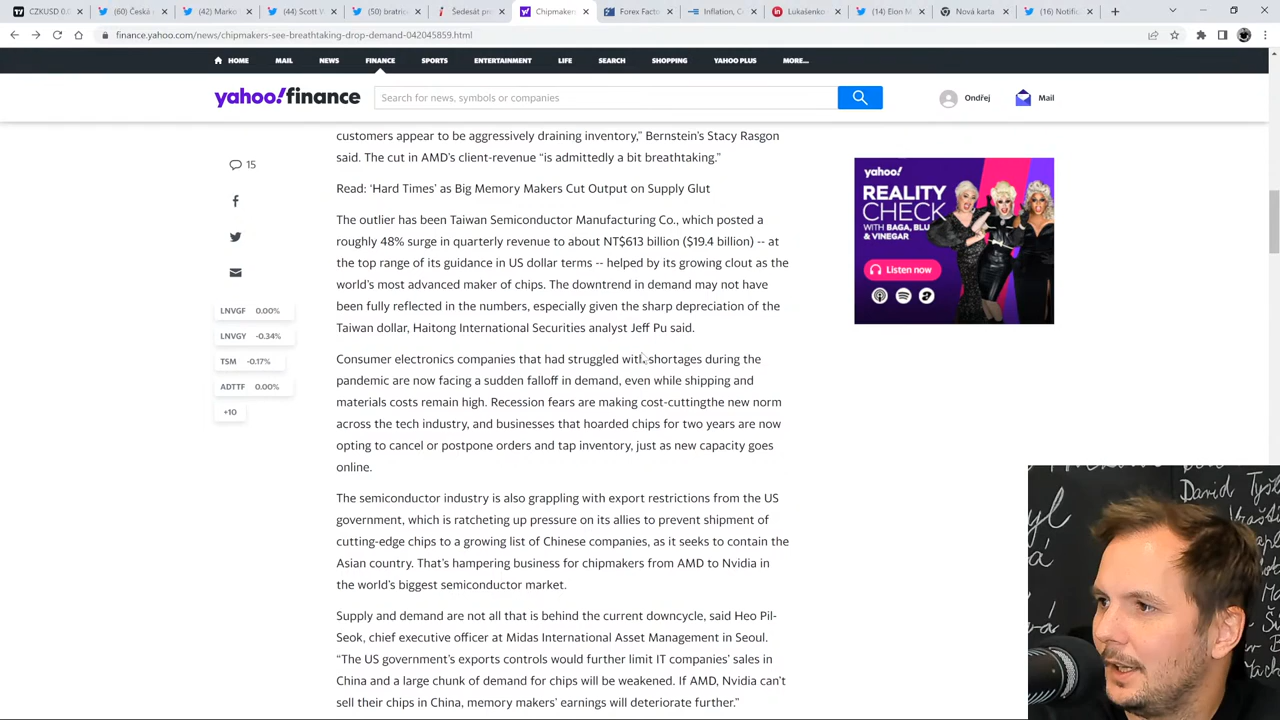 CZKUSD 0.0
(60) Česká
(42) Marko
(44) Scott W
(50) bratric
Šedesát pr
Chipmakers
Forex Facto
Inflation, C
Lukašenko
(14) Elon M
Nová karta
(16) Notific
finance.yahoo.com/news/chipmakers-see-breathtaking-drop-demand-042045859.html
HOME MAIL NEWS FINANCE SPORTS ENTERTAINMENT LIFE SEARCH SHOPPING YAHOO PLUS MORE...
yahoo!finance
Search for news, symbols or companies
Ondřej
Mail
customers appear to be aggressively draining inventory,” Bernstein's Stacy Rasgon
said. The cut in AMD's client-revenue “is admittedly a bit breathtaking.”
Read: ‘Hard Times’ as Big Memory Makers Cut Output on Supply Glut
The outlier has been Taiwan Semiconductor Manufacturing Co., which posted a
roughly 48% surge in quarterly revenue to about NT$613 billion ($19.4 billion) -- at
the top range of its guidance in US dollar terms -- helped by its growing clout as the
world's most advanced maker of chips. The downtrend in demand may not have
been fully reflected in the numbers, especially given the sharp depreciation of the
Taiwan dollar, Haitong International Securities analyst Jeff Pu said.
Consumer electronics companies that had struggled with shortages during the
pandemic are now facing a sudden falloff in demand, even while shipping and
materials costs remain high. Recession fears are making cost-cuttingthe new norm
across the tech industry, and businesses that hoarded chips for two years are now
opting to cancel or postpone orders and tap inventory, just as new capacity goes
online.
The semiconductor industry is also grappling with export restrictions from the US
government, which is ratcheting up pressure on its allies to prevent shipment of
cutting-edge chips to a growing list of Chinese companies, as it seeks to contain the
Asian country. That's hampering business for chipmakers from AMD to Nvidia in
the world's biggest semiconductor market.
Supply and demand are not all that is behind the current downcycle, said Heo Pil-
Seok, chief executive officer at Midas International Asset Management in Seoul.
“The US government's exports controls would further limit IT companies’ sales in
China and a large chunk of demand for chips will be weakened. If AMD, Nvidia can't
sell their chips in China, memory makers’ earnings will deteriorate further.”
15
LNVGF 0.00%
LNVGY -0.34%
TSM -0.17%
ADTTF 0.00%
+10
yahoo!
REALITY
CHECK
WITH BAGA, BLU
& VINEGAR
Listen now
David Tyš